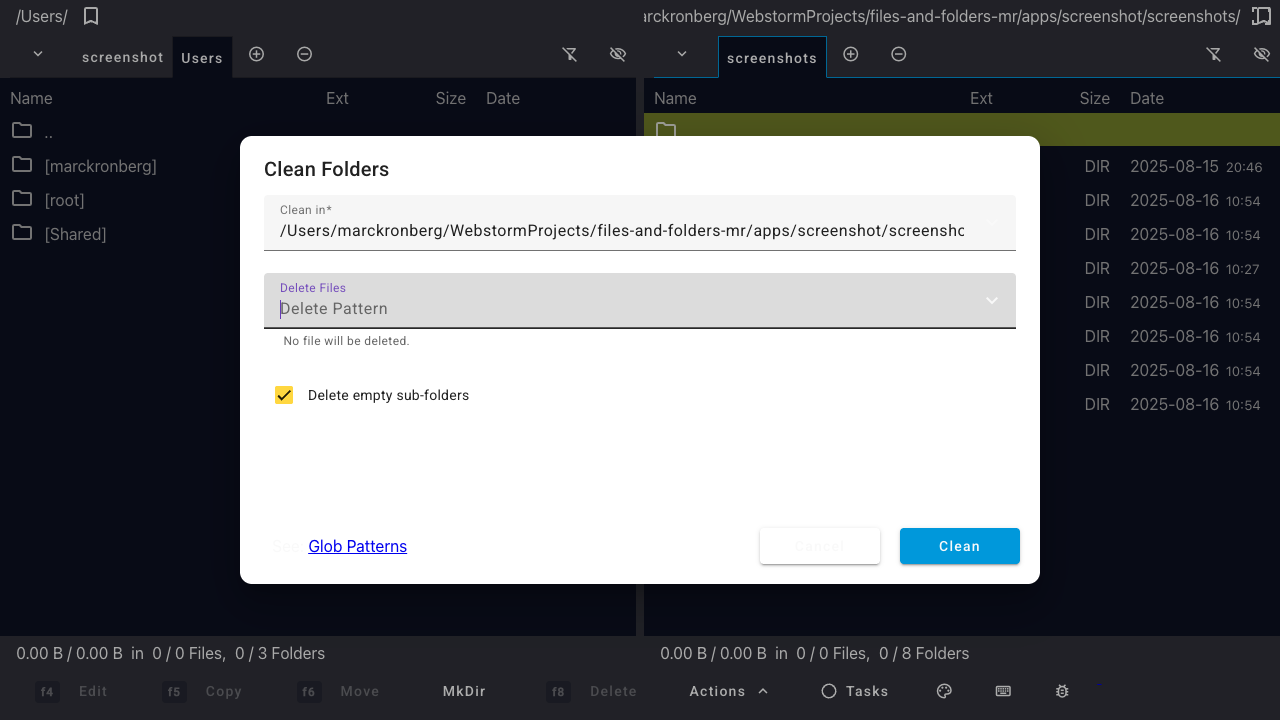 /Users/
arckronberg/WebstormProjects/files-and-folders-mr/apps/screenshot/screenshots/
screenshot Users
screenshots
Name Ext Size Date
Name Ext Size Date
..
[marckronberg]
[root]
[Shared]
DIR 2025-08-15 20:46
DIR 2025-08-16 10:54
DIR 2025-08-16 10:54
DIR 2025-08-16 10:27
DIR 2025-08-16 10:54
DIR 2025-08-16 10:54
DIR 2025-08-16 10:54
DIR 2025-08-16 10:54
Clean Folders
Clean in*
/Users/marckronberg/WebstormProjects/files-and-folders-mr/apps/screenshot/screensho
Delete Files
Delete Pattern
No file will be deleted.
Delete empty sub-folders
See Glob Patterns
Cancel
Clean
0.00 B / 0.00 B in 0 / 0 Files, 0 / 3 Folders
0.00 B / 0.00 B in 0 / 0 Files, 0 / 8 Folders
f4 Edit f5 Copy f6 Move MkDir f8 Delete Actions Tasks